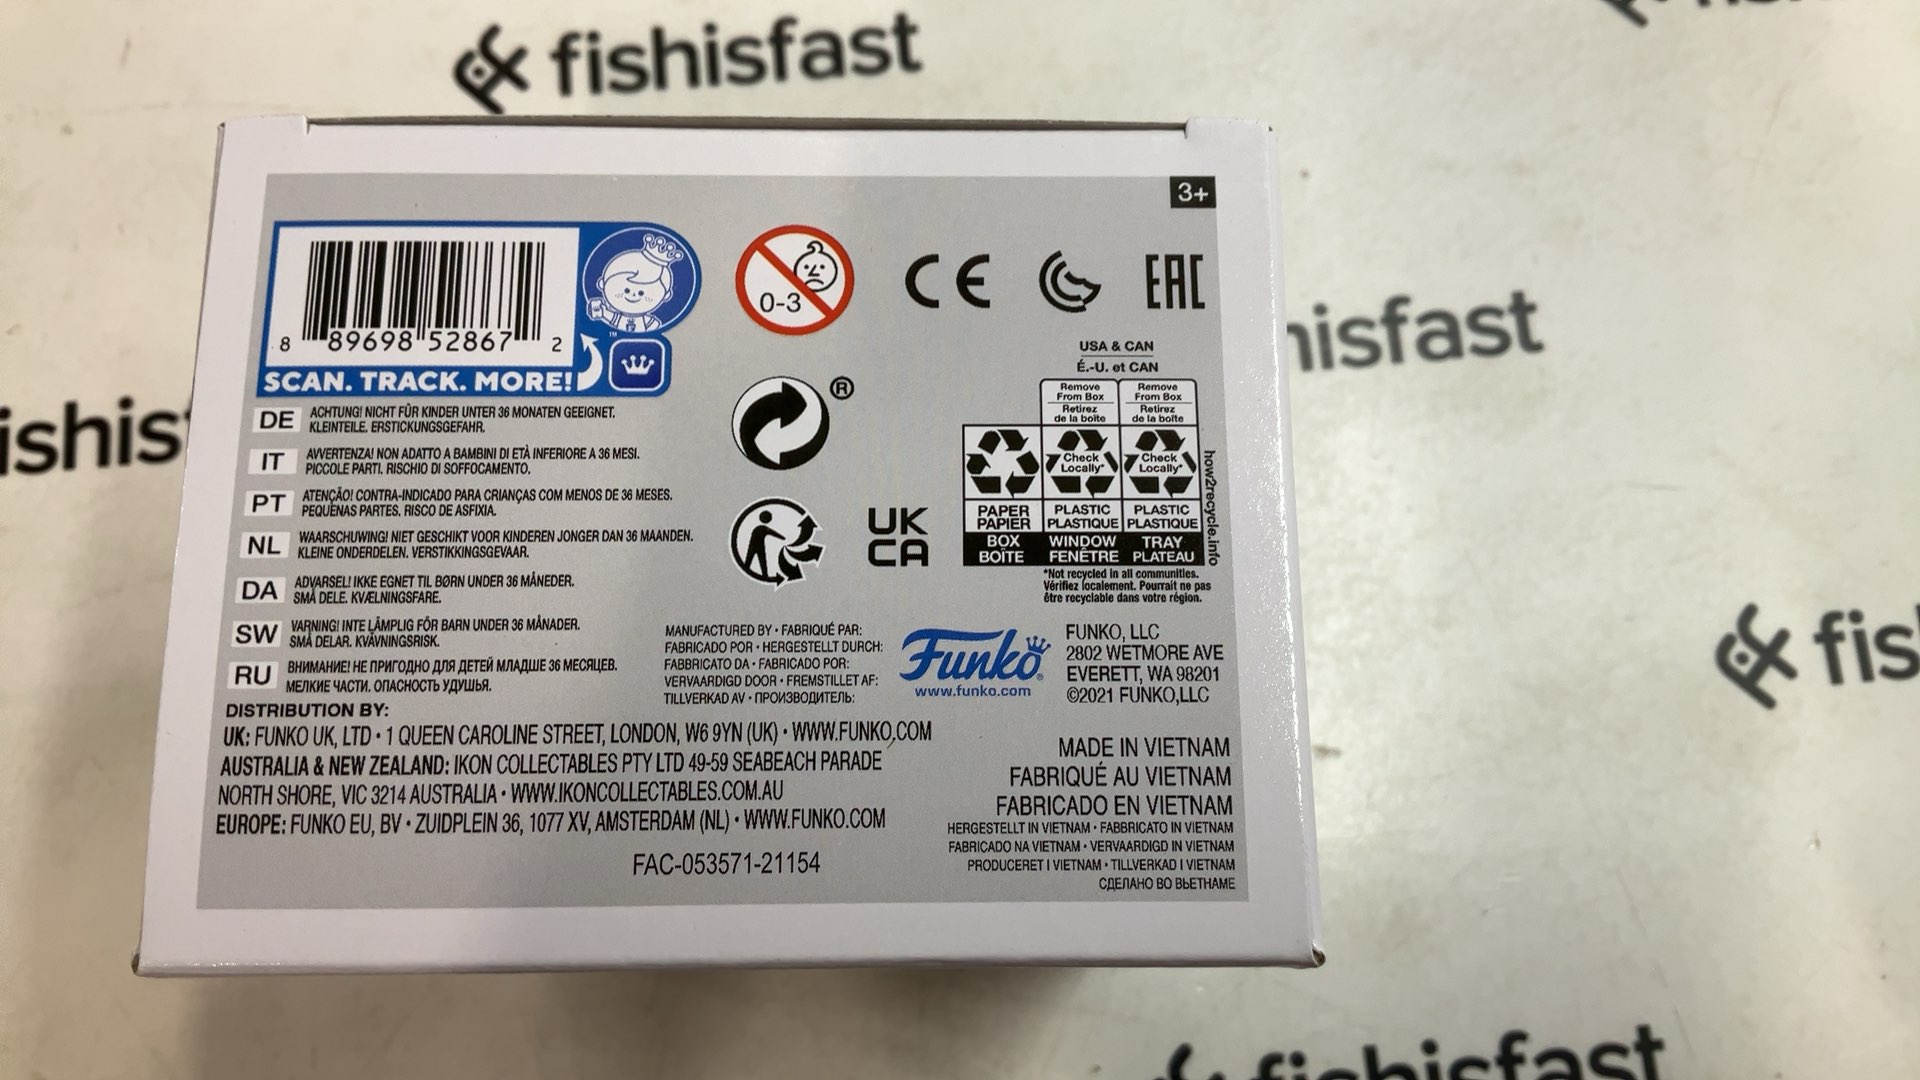 fishisfast
3+
8 89698 52867 2
SCAN. TRACK. MORE!
™
0-3
CE
EAC
DE ACHTUNG! NICHT FÜR KINDER UNTER 36 MONATEN GEEIGNET.
KLEINTEILE. ERSTICKUNGSGEFAHR.
IT AVVERTENZA! NON ADATTO A BAMBINI DI ETÀ INFERIORE A 36 MESI.
PICCOLE PARTI. RISCHIO DI SOFFOCAMENTO.
PT ATENÇÃO! CONTRA-INDICADO PARA CRIANÇAS COM MENOS DE 36 MESES.
PEQUENAS PARTES. RISCO DE ASFIXIA.
NL WAARSCHUWING! NIET GESCHIKT VOOR KINDEREN JONGER DAN 36 MAANDEN.
KLEINE ONDERDELEN. VERSTIKKINGSGEVAAR.
DA ADVARSEL! IKKE EGNET TIL BØRN UNDER 36 MÅNEDER.
SMÅ DELE. KVÆLNINGSFARE.
SW VARNING! INTE LÄMPLIG FÖR BARN UNDER 36 MÅNADER.
SMÅ DELAR. KVÄVNINGSRISK.
RU ВНИМАНИЕ! НЕ ПРИГОДНО ДЛЯ ДЕТЕЙ МЛАДШЕ 36 МЕСЯЦЕВ.
МЕЛКИЕ ЧАСТИ. ОПАСНОСТЬ УДУШЬЯ.
®
UK
CA
USA & CAN
É.-U. et CAN
Remove From Box
Retirez de la boîte
Remove From Box
Retirez de la boîte
Check Locally*
Check Locally*
PAPER PAPIER
PLASTIC PLASTIQUE
PLASTIC PLASTIQUE
BOX BOÎTE
WINDOW FENÊTRE
TRAY PLATEAU
how2recycle.info
*Not recycled in all communities.
Vérifiez localement. Pourrait ne pas
être recyclable dans votre région.
MANUFACTURED BY • FABRIQUÉ PAR:
FABRICADO POR • HERGESTELLT DURCH:
FABBRICATO DA • FABRICADO POR:
VERVAARDIGD DOOR • FREMSTILLET AF:
TILLVERKAD AV • ПРОИЗВОДИТЕЛЬ:
Funko®
www.funko.com
FUNKO, LLC
2802 WETMORE AVE
EVERETT, WA 98201
©2021 FUNKO,LLC
DISTRIBUTION BY:
UK: FUNKO UK, LTD • 1 QUEEN CAROLINE STREET, LONDON, W6 9YN (UK) • WWW.FUNKO.COM
AUSTRALIA & NEW ZEALAND: IKON COLLECTABLES PTY LTD 49-59 SEABEACH PARADE
NORTH SHORE, VIC 3214 AUSTRALIA • WWW.IKONCOLLECTABLES.COM.AU
EUROPE: FUNKO EU, BV • ZUIDPLEIN 36, 1077 XV, AMSTERDAM (NL) • WWW.FUNKO.COM
FAC-053571-21154
MADE IN VIETNAM
FABRIQUÉ AU VIETNAM
FABRICADO EN VIETNAM
HERGESTELLT IN VIETNAM • FABBRICATO IN VIETNAM
FABRICADO NA VIETNAM • VERVAARDIGD IN VIETNAM
PRODUCERET I VIETNAM • TILLVERKAD I VIETNAM
СДЕЛАНО ВО ВЬЕТНАМЕ
hisfast
ishis
fis
fishisfast